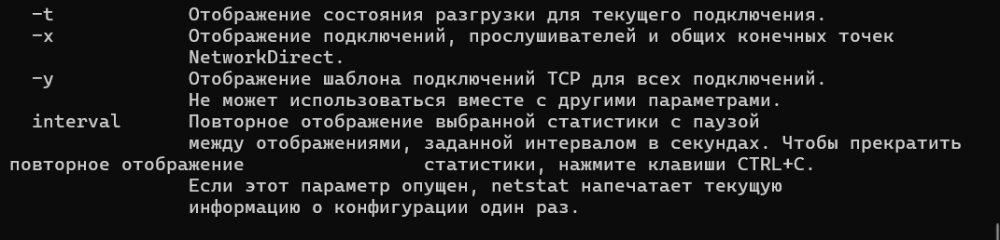 -t            Отображение состояния разгрузки для текущего подключения.
-x            Отображение подключений, прослушивателей и общих конечных точек
NetworkDirect.
-y            Отображение шаблона подключений TCP для всех подключений.
Не может использоваться вместе с другими параметрами.
interval      Повторное отображение выбранной статистики с паузой
между отображениями, заданной интервалом в секундах. Чтобы прекратить
повторное отображение                статистики, нажмите клавиши CTRL+C.
Если этот параметр опущен, netstat напечатает текущую
информацию о конфигурации один раз.